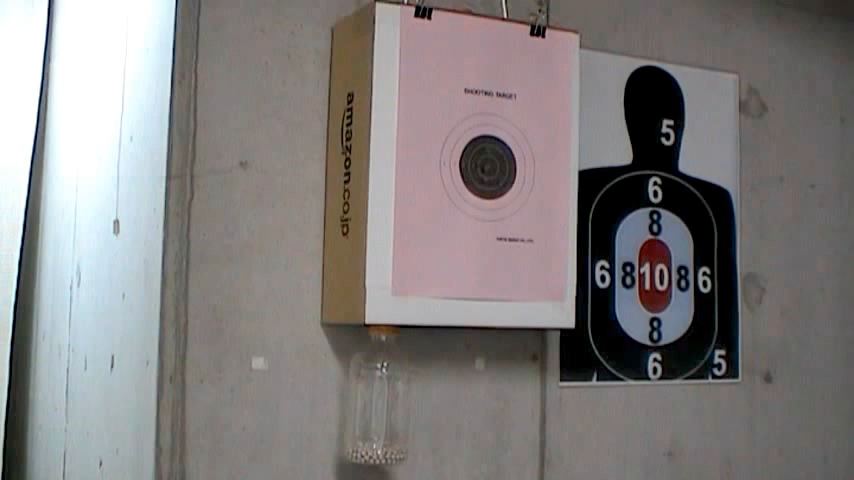 amazon.co.jp
SHOOTING TARGET
5
6
8
6 8 10 8 6
8
6 5